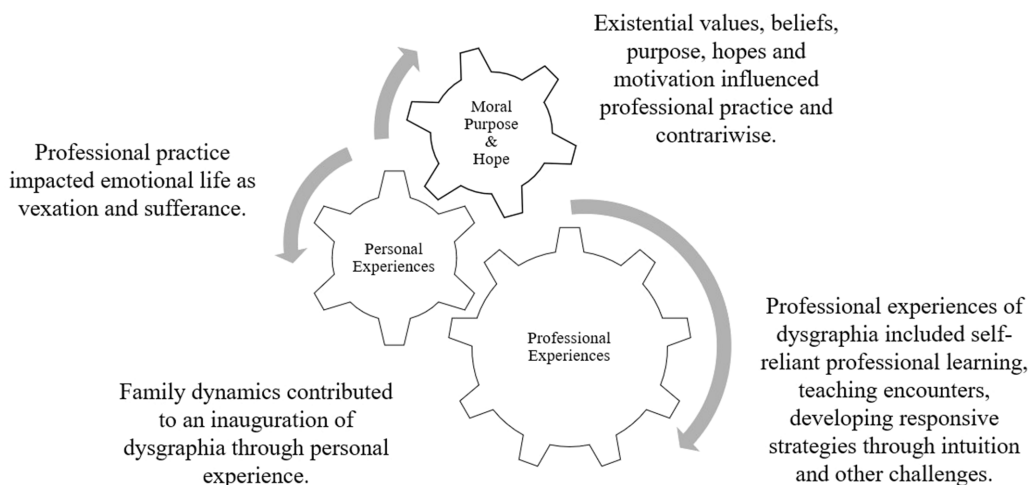 Existential values, beliefs,
purpose, hopes and
motivation influenced
professional practice and
contrariwise.
Moral
Purpose
&
Hope
Professional practice
impacted emotional life as
vexation and sufferance.
Personal
Experiences
Professional
Experiences
Professional experiences of
dysgraphia included self-
reliant professional learning,
teaching encounters,
developing responsive
strategies through intuition
and other challenges.
Family dynamics contributed
to an inauguration of
dysgraphia through personal
experience.